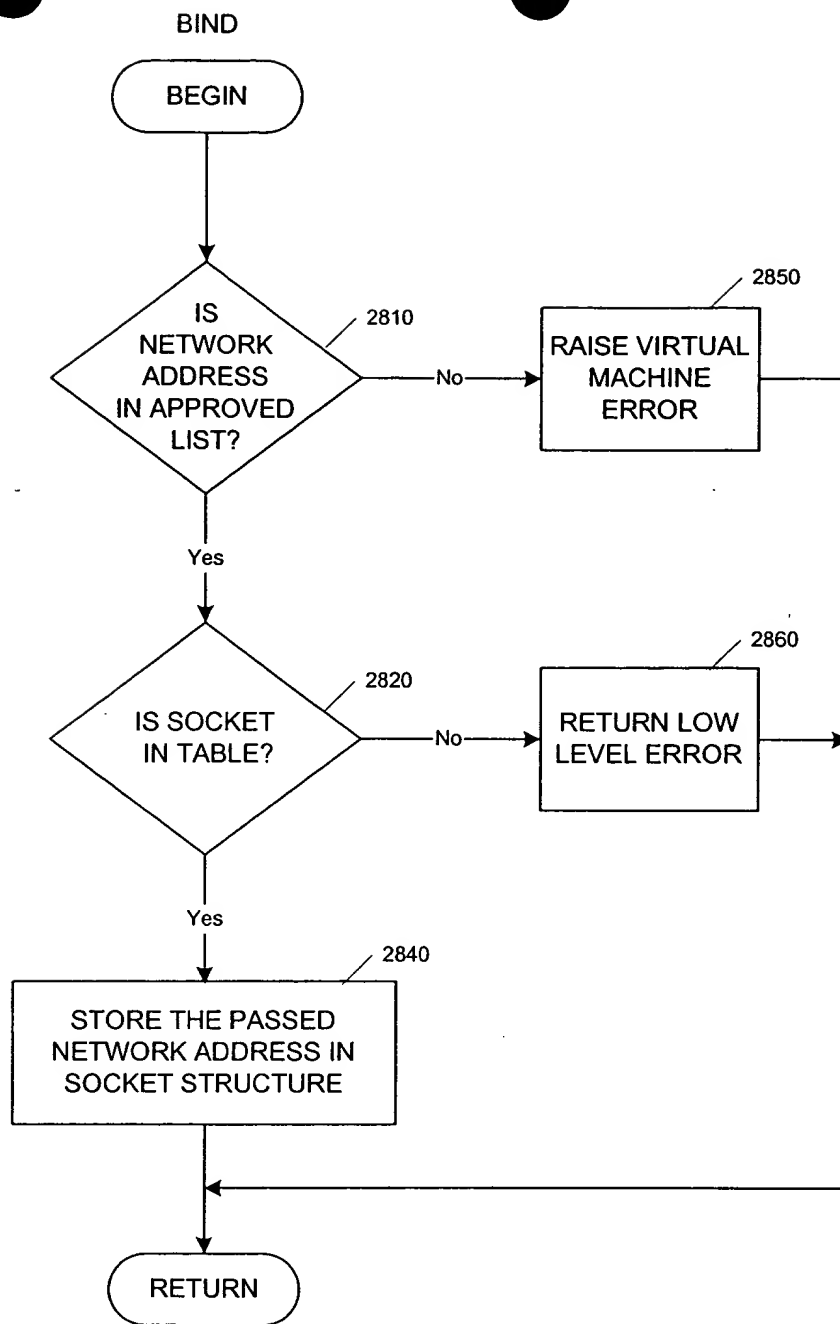 BIND
BEGIN
IS
NETWORK
ADDRESS
IN APPROVED
LIST?
2810
No
RAISE VIRTUAL
MACHINE
ERROR
2850
Yes
IS SOCKET
IN TABLE?
2820
No
RETURN LOW
LEVEL ERROR
2860
Yes
STORE THE PASSED
NETWORK ADDRESS IN
SOCKET STRUCTURE
2840
RETURN